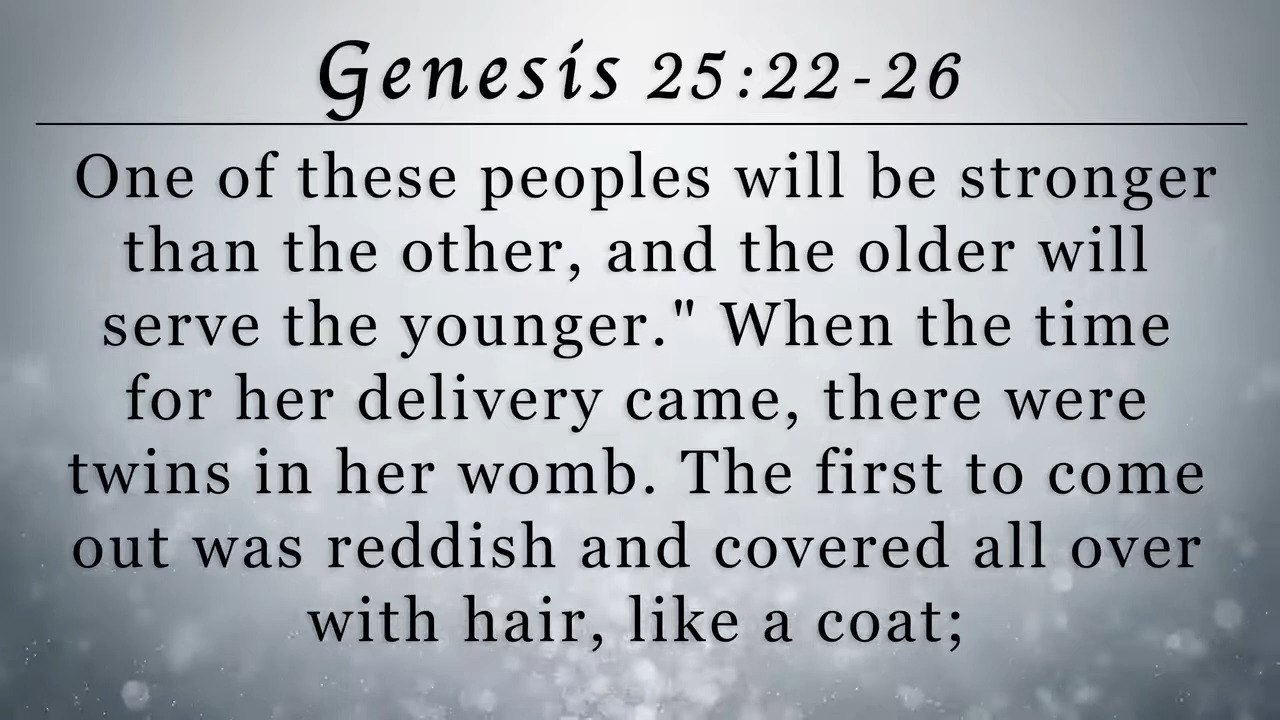 Genesis 25:22-26
One of these peoples will be stronger
than the other, and the older will
serve the younger." When the time
for her delivery came, there were
twins in her womb. The first to come
out was reddish and covered all over
with hair, like a coat;